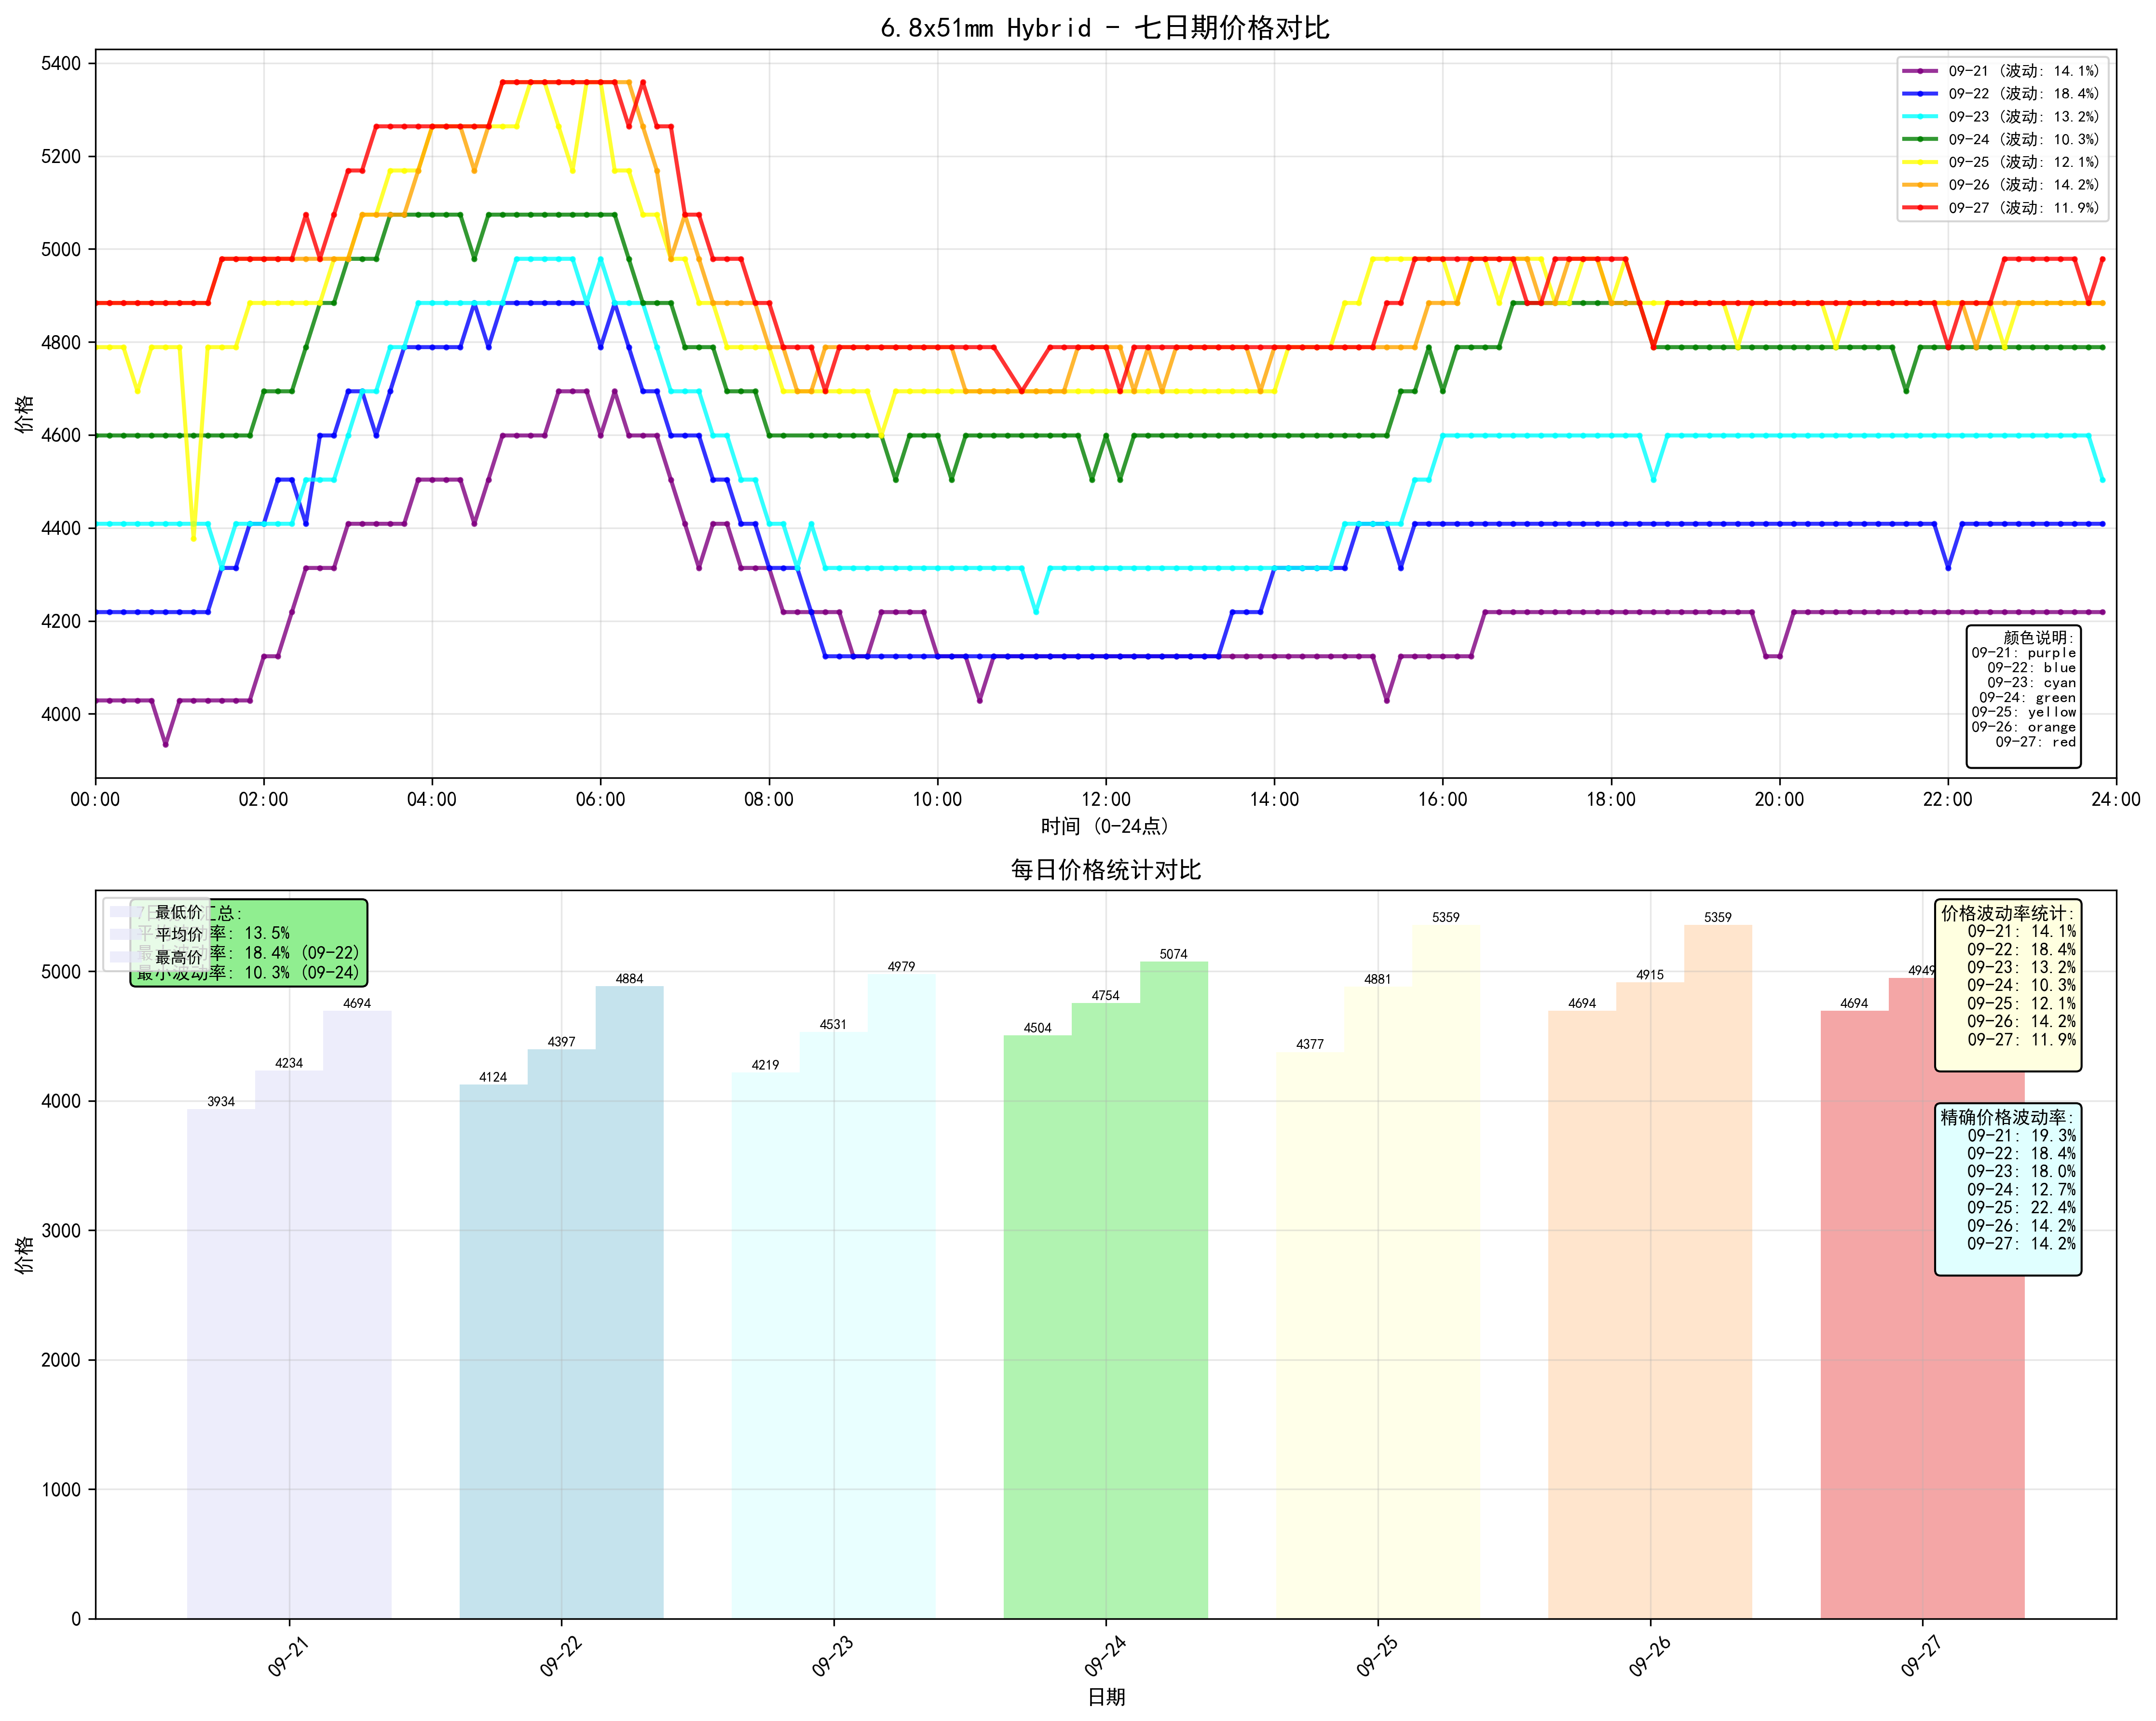 6.8x51mm Hybrid - 七日期价格对比
5400
5200
5000
4800
4600
4400
4200
4000
价格
09-21 (波动: 14.1%)
09-22 (波动: 18.4%)
09-23 (波动: 13.2%)
09-24 (波动: 10.3%)
09-25 (波动: 12.1%)
09-26 (波动: 14.2%)
09-27 (波动: 11.9%)
颜色说明:
09-21: purple
09-22: blue
09-23: cyan
09-24: green
09-25: yellow
09-26: orange
09-27: red
00:00 02:00 04:00 06:00 08:00 10:00 12:00 14:00 16:00 18:00 20:00 22:00 24:00
时间 (0-24点)
每日价格统计对比
最低价
平均价
最高价
汇总:
率: 13.5%
率: 18.4% (09-22)
最小波动率: 10.3% (09-24)
5000
4000
3000
2000
1000
0
价格
3934 4234 4694
4124 4397 4884
4219 4531 4979
4504 4754 5074
4377 4881 5359
4694 4915 5359
4694 4949
价格波动率统计:
09-21: 14.1%
09-22: 18.4%
09-23: 13.2%
09-24: 10.3%
09-25: 12.1%
09-26: 14.2%
09-27: 11.9%
精确价格波动率:
09-21: 19.3%
09-22: 18.4%
09-23: 18.0%
09-24: 12.7%
09-25: 22.4%
09-26: 14.2%
09-27: 14.2%
09-21 09-22 09-23 09-24 09-25 09-26 09-27
日期